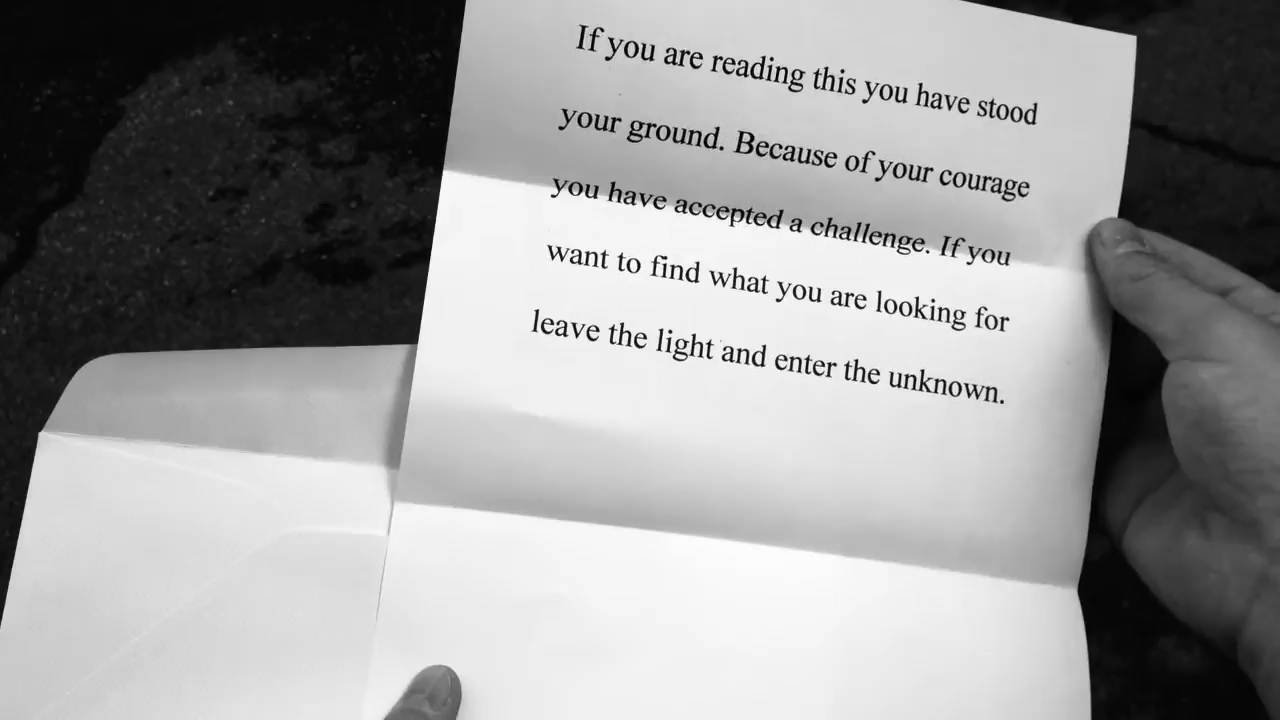 If you are reading this you have stood
your ground. Because of your courage
you have accepted a challenge. If you
want to find what you are looking for
leave the light and enter the unknown.